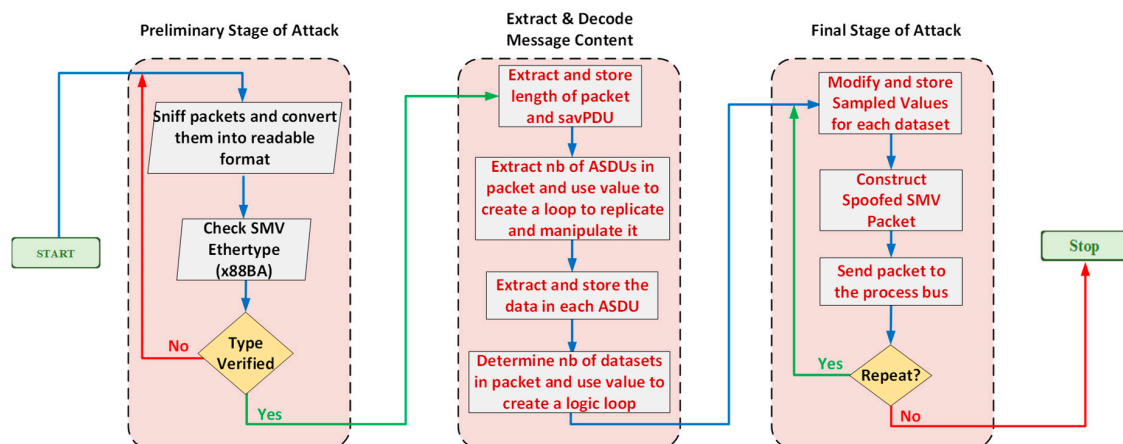 Preliminary Stage of Attack
Extract & Decode
Message Content
Final Stage of Attack
START
Sniff packets and convert
them into readable
format
Check SMV
Ethertype
(x88BA)
Type
Verified
No
Yes
Extract and store
length of packet
and savPDU
Extract nb of ASDUs in
packet and use value to
create a loop to replicate
and manipulate it
Extract and store the
data in each ASDU
Determine nb of datasets
in packet and use value to
create a logic loop
Modify and store
Sampled Values
for each dataset
Construct
Spoofed SMV
Packet
Send packet to
the process bus
Repeat?
Yes
No
Stop